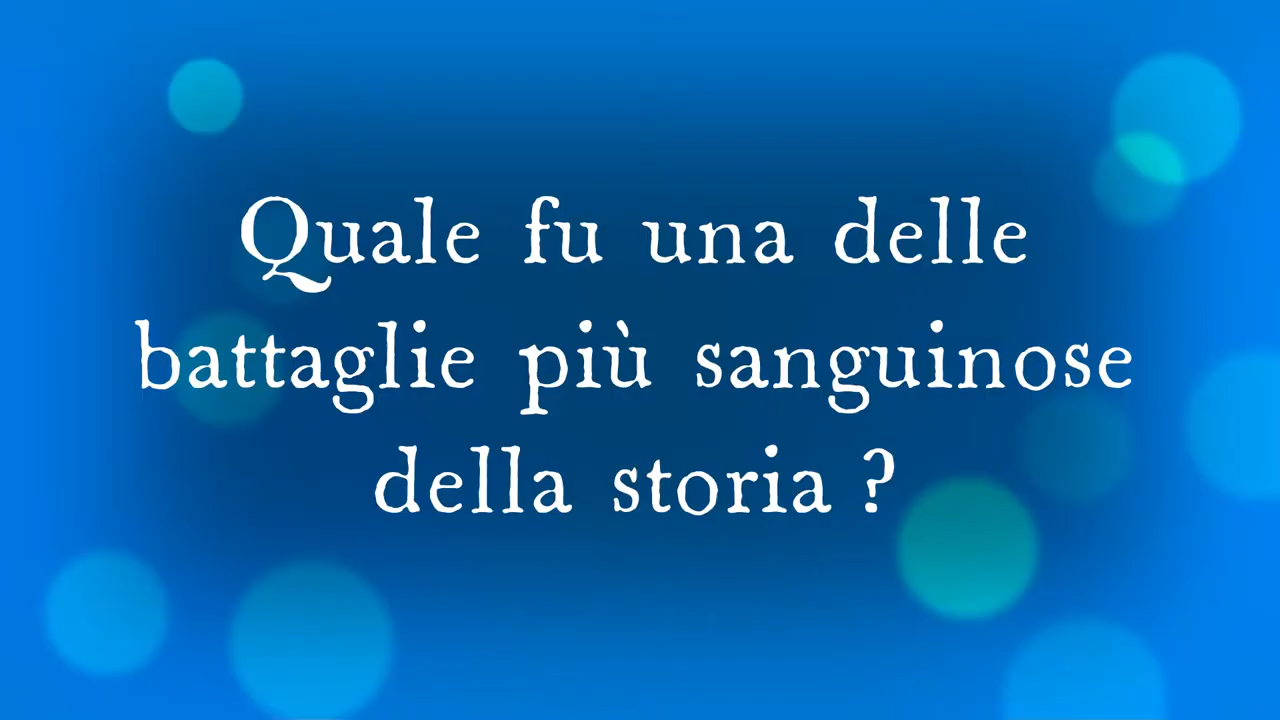 Quale fu una delle
battaglie più sanguinose
della storia ?